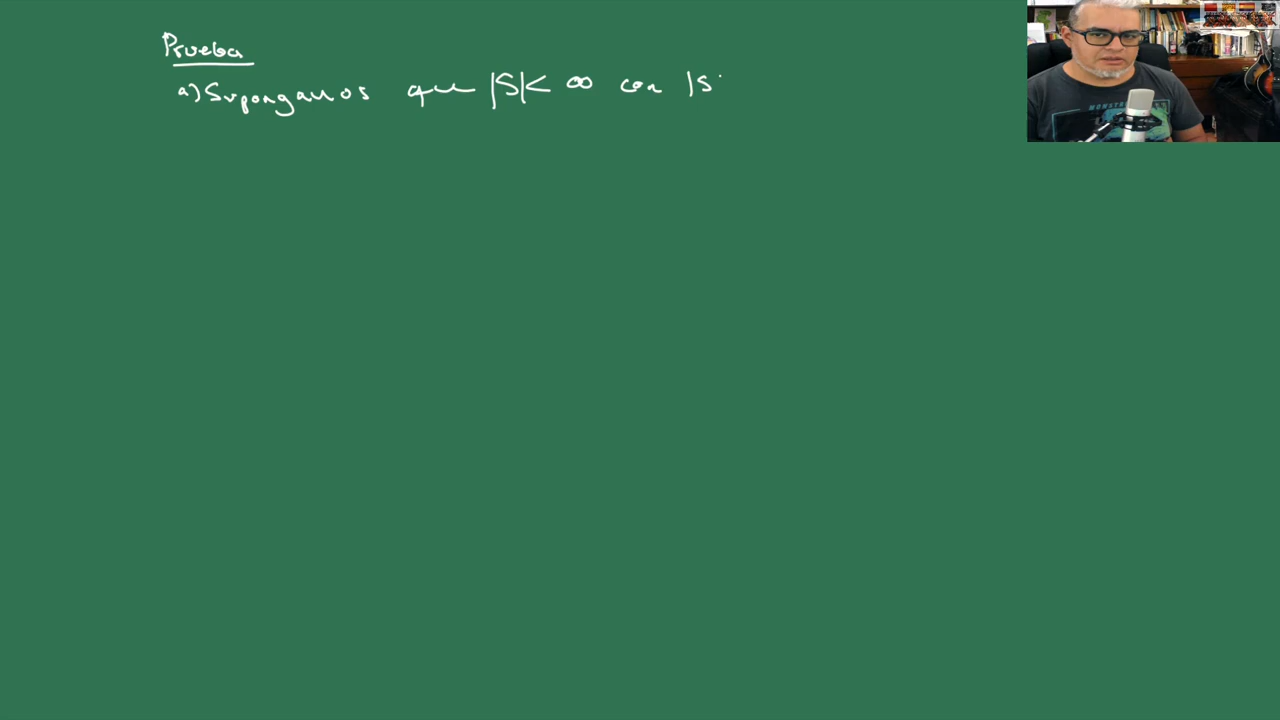 Prueba
a) Supongamos que |S| < ∞ con |S